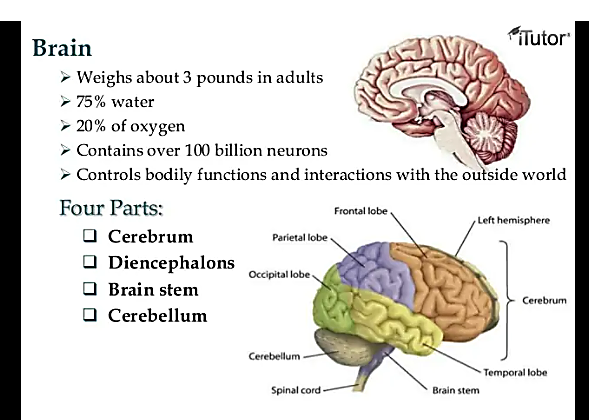 iTutor
Brain
Weighs about 3 pounds in adults
75% water
20% of oxygen
Contains over 100 billion neurons
Controls bodily functions and interactions with the outside world
Four Parts:
Cerebrum
Diencephalons
Brain stem
Cerebellum
Frontal lobe
Left hemisphere
Parietal lobe
Occipital lobe
Cerebrum
Cerebellum
Temporal lobe
Spinal cord
Brain stem